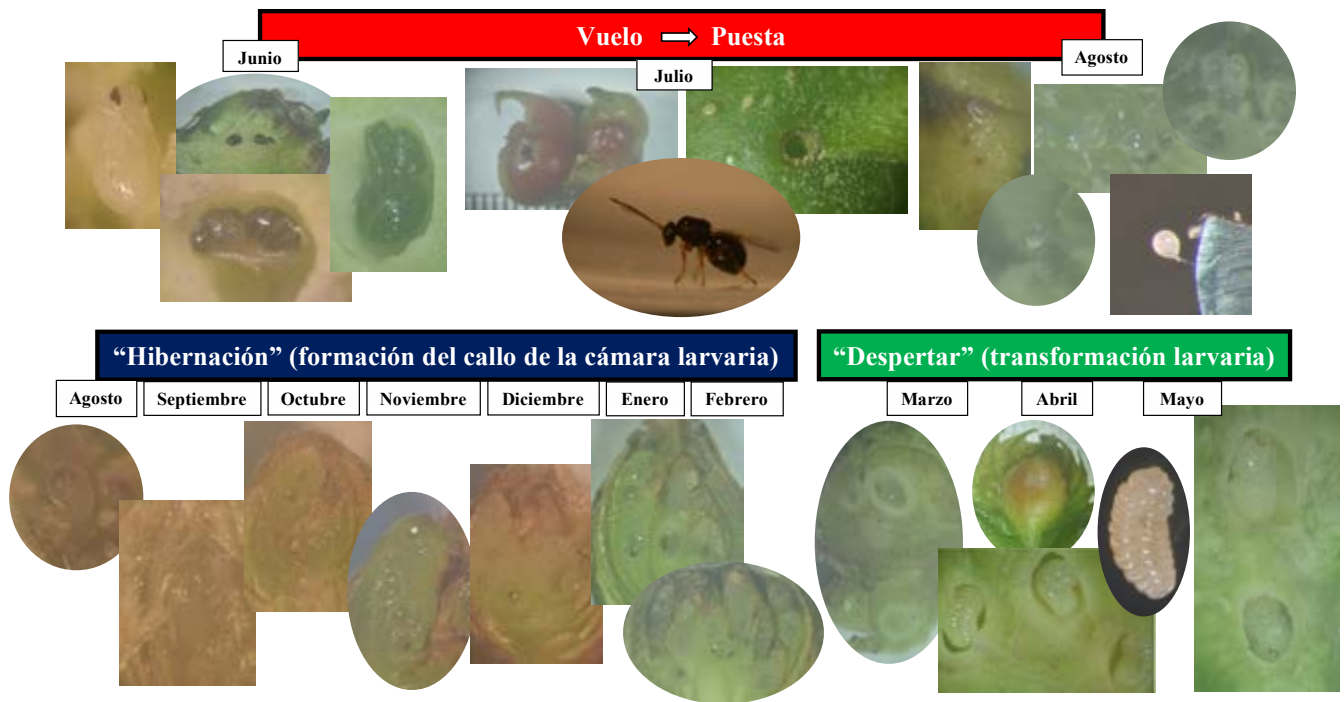 Vuelo ⇨ Puesta
Junio
Julio
Agosto
“Hibernación” (formación del callo de la cámara larvaria)
“Despertar” (transformación larvaria)
Agosto
Septiembre
Octubre
Noviembre
Diciembre
Enero
Febrero
Marzo
Abril
Mayo